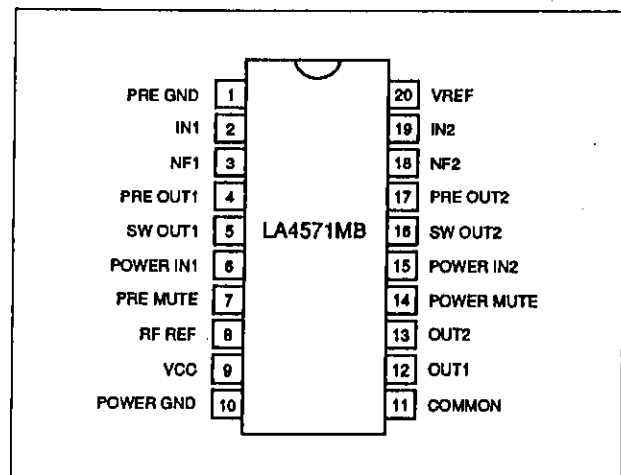 PRE GND 1 20 VREF
IN1 2 19 IN2
NF1 3 18 NF2
PRE OUT1 4 17 PRE OUT2
SW OUT1 5 LA4571MB 16 SW OUT2
POWER IN1 6 15 POWER IN2
PRE MUTE 7 14 POWER MUTE
RF REF 8 13 OUT2
VCC 9 12 OUT1
POWER GND 10 11 COMMON